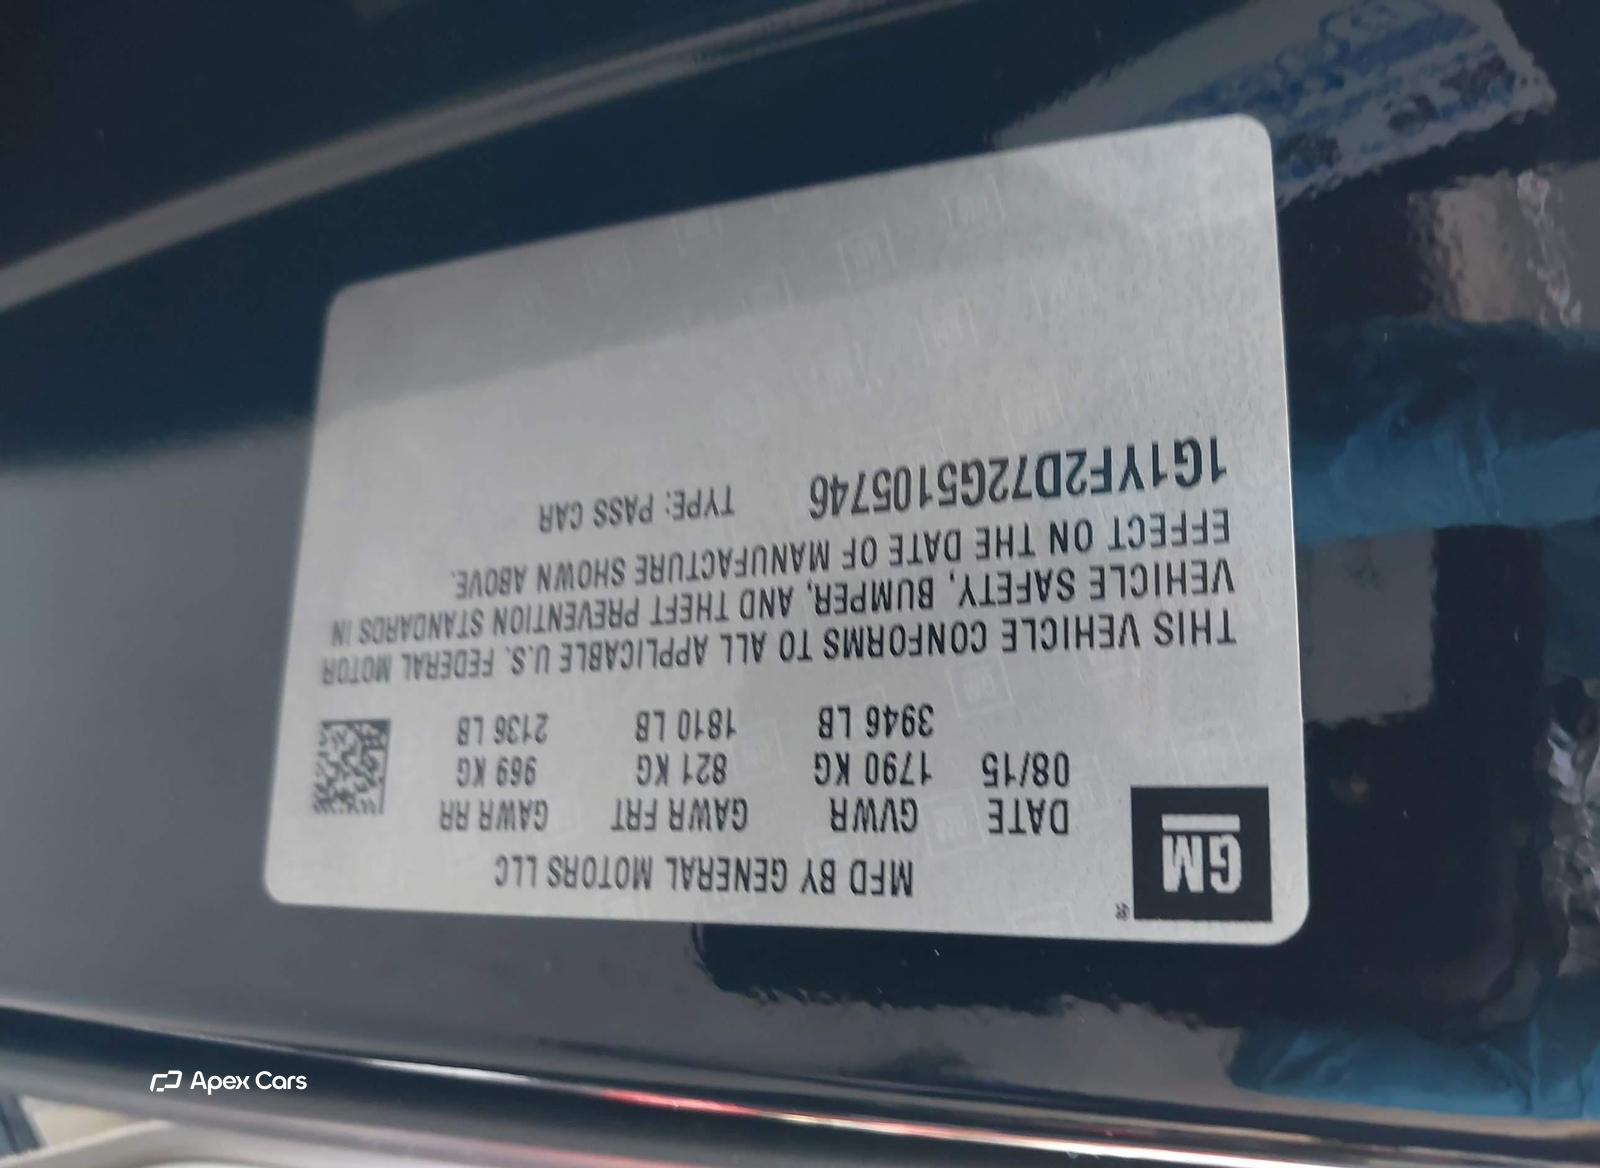 GM
®
MFD BY GENERAL MOTORS LLC
DATE GVWR GAWR FRT GAWR RR
08/15 1790 KG 821 KG 969 KG
3946 LB 1810 LB 2136 LB
THIS VEHICLE CONFORMS TO ALL APPLICABLE U.S. FEDERAL MOTOR
VEHICLE SAFETY, BUMPER, AND THEFT PREVENTION STANDARDS IN
EFFECT ON THE DATE OF MANUFACTURE SHOWN ABOVE.
1G1YF2D72G5105746 TYPE: PASS CAR
Apex Cars